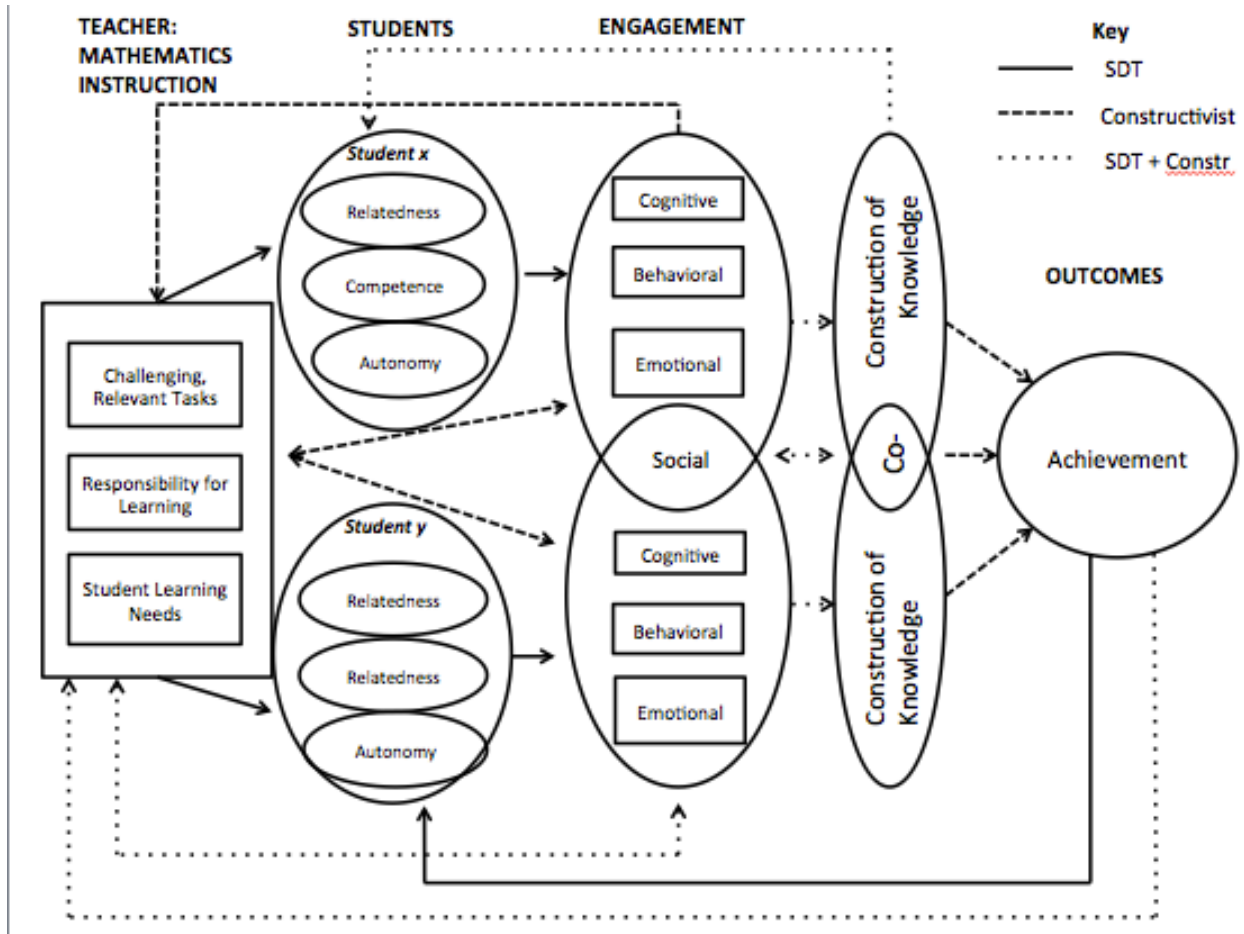 TEACHER:
MATHEMATICS
INSTRUCTION
STUDENTS
ENGAGEMENT
Key
SDT
Constructivist
SDT + Constr
Student x
Relatedness
Competence
Autonomy
Cognitive
Behavioral
Emotional
Construction of
Knowledge
OUTCOMES
Challenging,
Relevant Tasks
Responsibility for
Learning
Student Learning
Needs
Social
Co-
Achievement
Student y
Relatedness
Relatedness
Autonomy
Cognitive
Behavioral
Emotional
Construction of
Knowledge